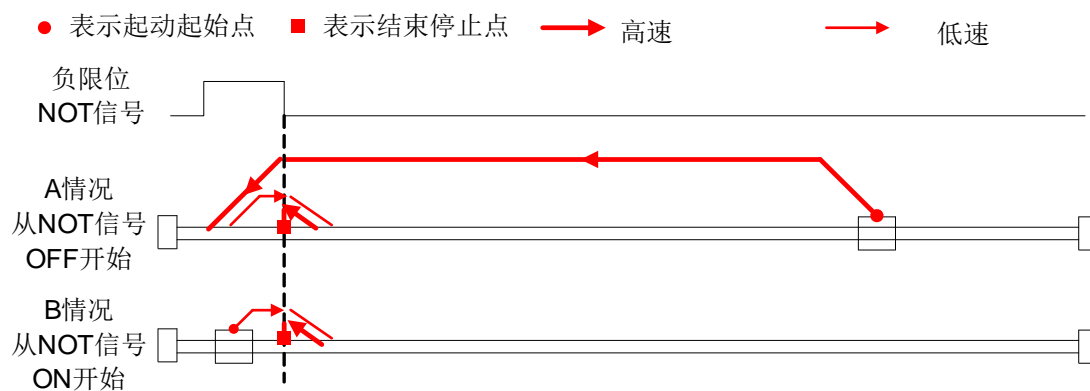 表示起动起始点 表示结束停止点 高速 低速
负限位
NOT信号
A情况
从NOT信号
OFF开始
B情况
从NOT信号
ON开始